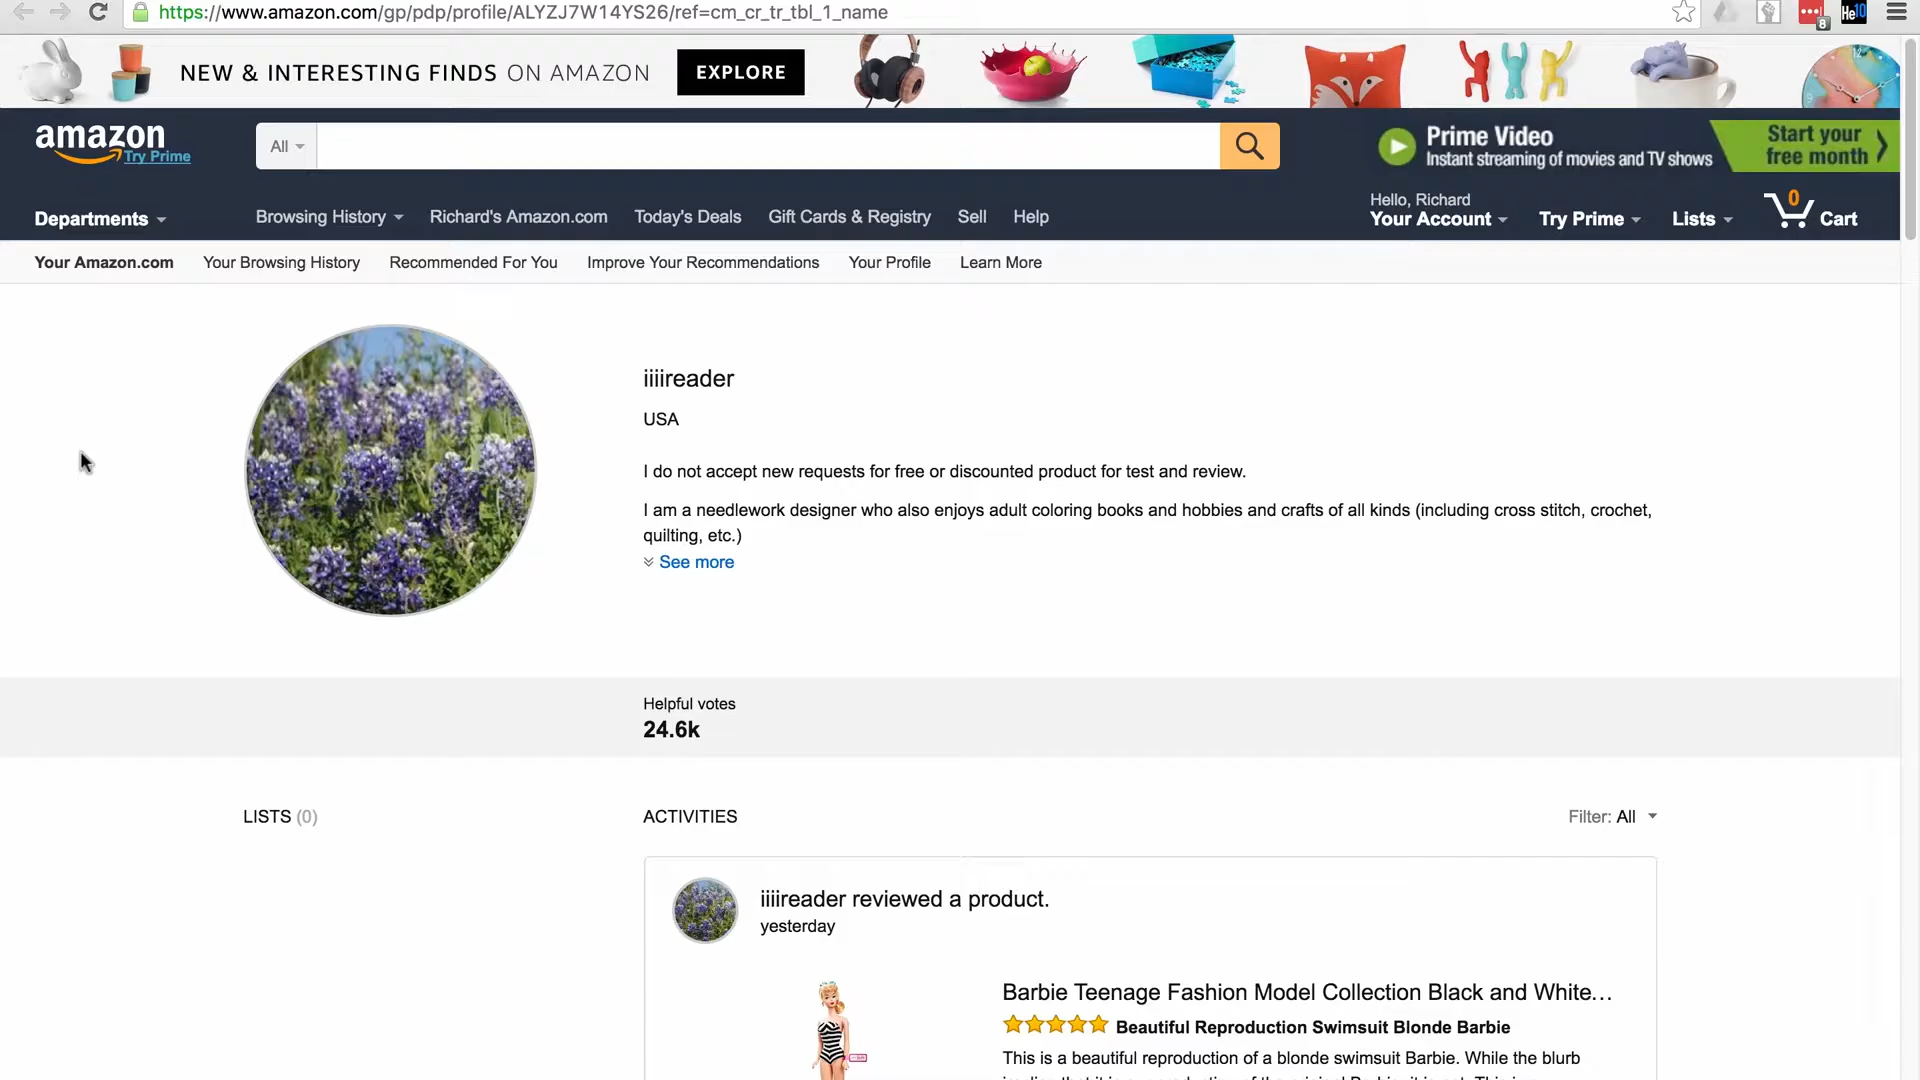 https://www.amazon.com/gp/pdp/profile/ALYZJ7W14YS26/ref=cm_cr_tr_tbl_1_name
8
He10
NEW & INTERESTING FINDS ON AMAZON EXPLORE
amazon
Try Prime
All
Prime Video
Instant streaming of movies and TV shows
Start your
free month
Departments
Browsing History Richard's Amazon.com Today's Deals Gift Cards & Registry Sell Help
Hello, Richard
Your Account Try Prime Lists 0 Cart
Your Amazon.com Your Browsing History Recommended For You Improve Your Recommendations Your Profile Learn More
iiiireader
USA
I do not accept new requests for free or discounted product for test and review.
I am a needlework designer who also enjoys adult coloring books and hobbies and crafts of all kinds (including cross stitch, crochet,
quilting, etc.)
See more
Helpful votes
24.6k
LISTS (0)
ACTIVITIES
Filter: All
iiiireader reviewed a product.
yesterday
Barbie Teenage Fashion Model Collection Black and White…
Beautiful Reproduction Swimsuit Blonde Barbie
This is a beautiful reproduction of a blonde swimsuit Barbie. While the blurb